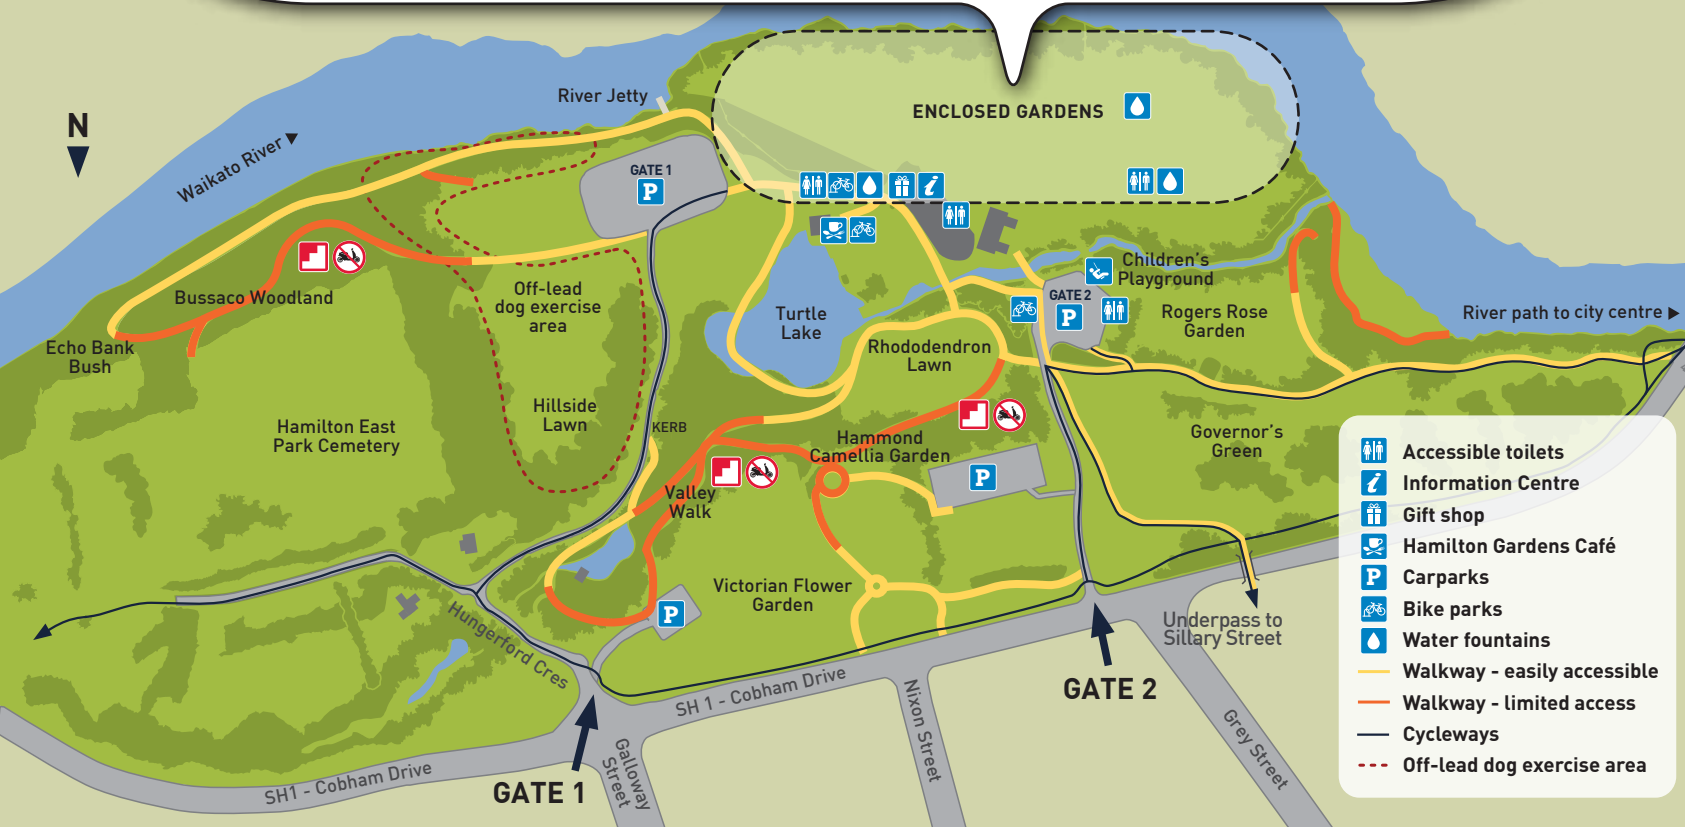 N
Waikato River
River Jetty
GATE 1
P
ENCLOSED GARDENS
i
Bussaco Woodland
Echo Bank
Bush
Off-lead
dog exercise
area
Turtle
Lake
Children's
Playground
GATE 2
P
Rogers Rose
Garden
River path to city centre
Rhododendron
Lawn
Hamilton East
Park Cemetery
Hillside
Lawn
KERB
Hammond
Camellia Garden
P
Governor's
Green
Valley
Walk
Victorian Flower
Garden
P
Hungerford Cres
Underpass to
Sillary Street
GATE 2
SH 1 - Cobham Drive
Nixon Street
Grey Street
GATE 1
Galloway
Street
SH1 - Cobham Drive
Accessible toilets
i Information Centre
Gift shop
Hamilton Gardens Café
P Carparks
Bike parks
Water fountains
Walkway - easily accessible
Walkway - limited access
Cycleways
Off-lead dog exercise area